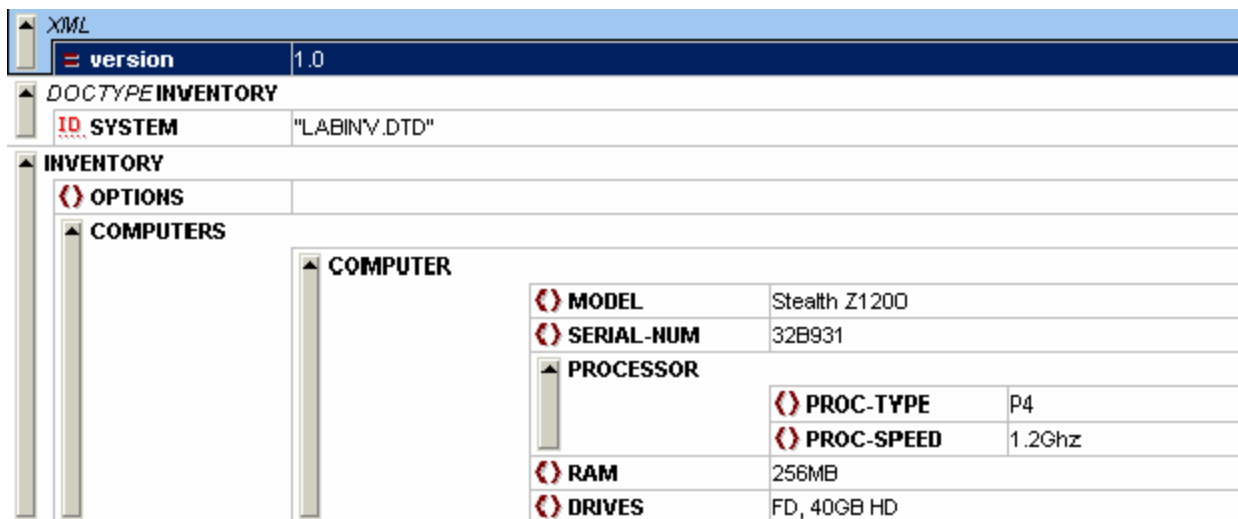 XML
= version 1.0
DOCTYPE INVENTORY
ID SYSTEM "LABINV.DTD"
INVENTORY
() OPTIONS
COMPUTERS
COMPUTER
() MODEL Stealth Z1200
() SERIAL-NUM 32B931
PROCESSOR
() PROC-TYPE P4
() PROC-SPEED 1.2Ghz
() RAM 256MB
() DRIVES FD, 40GB HD